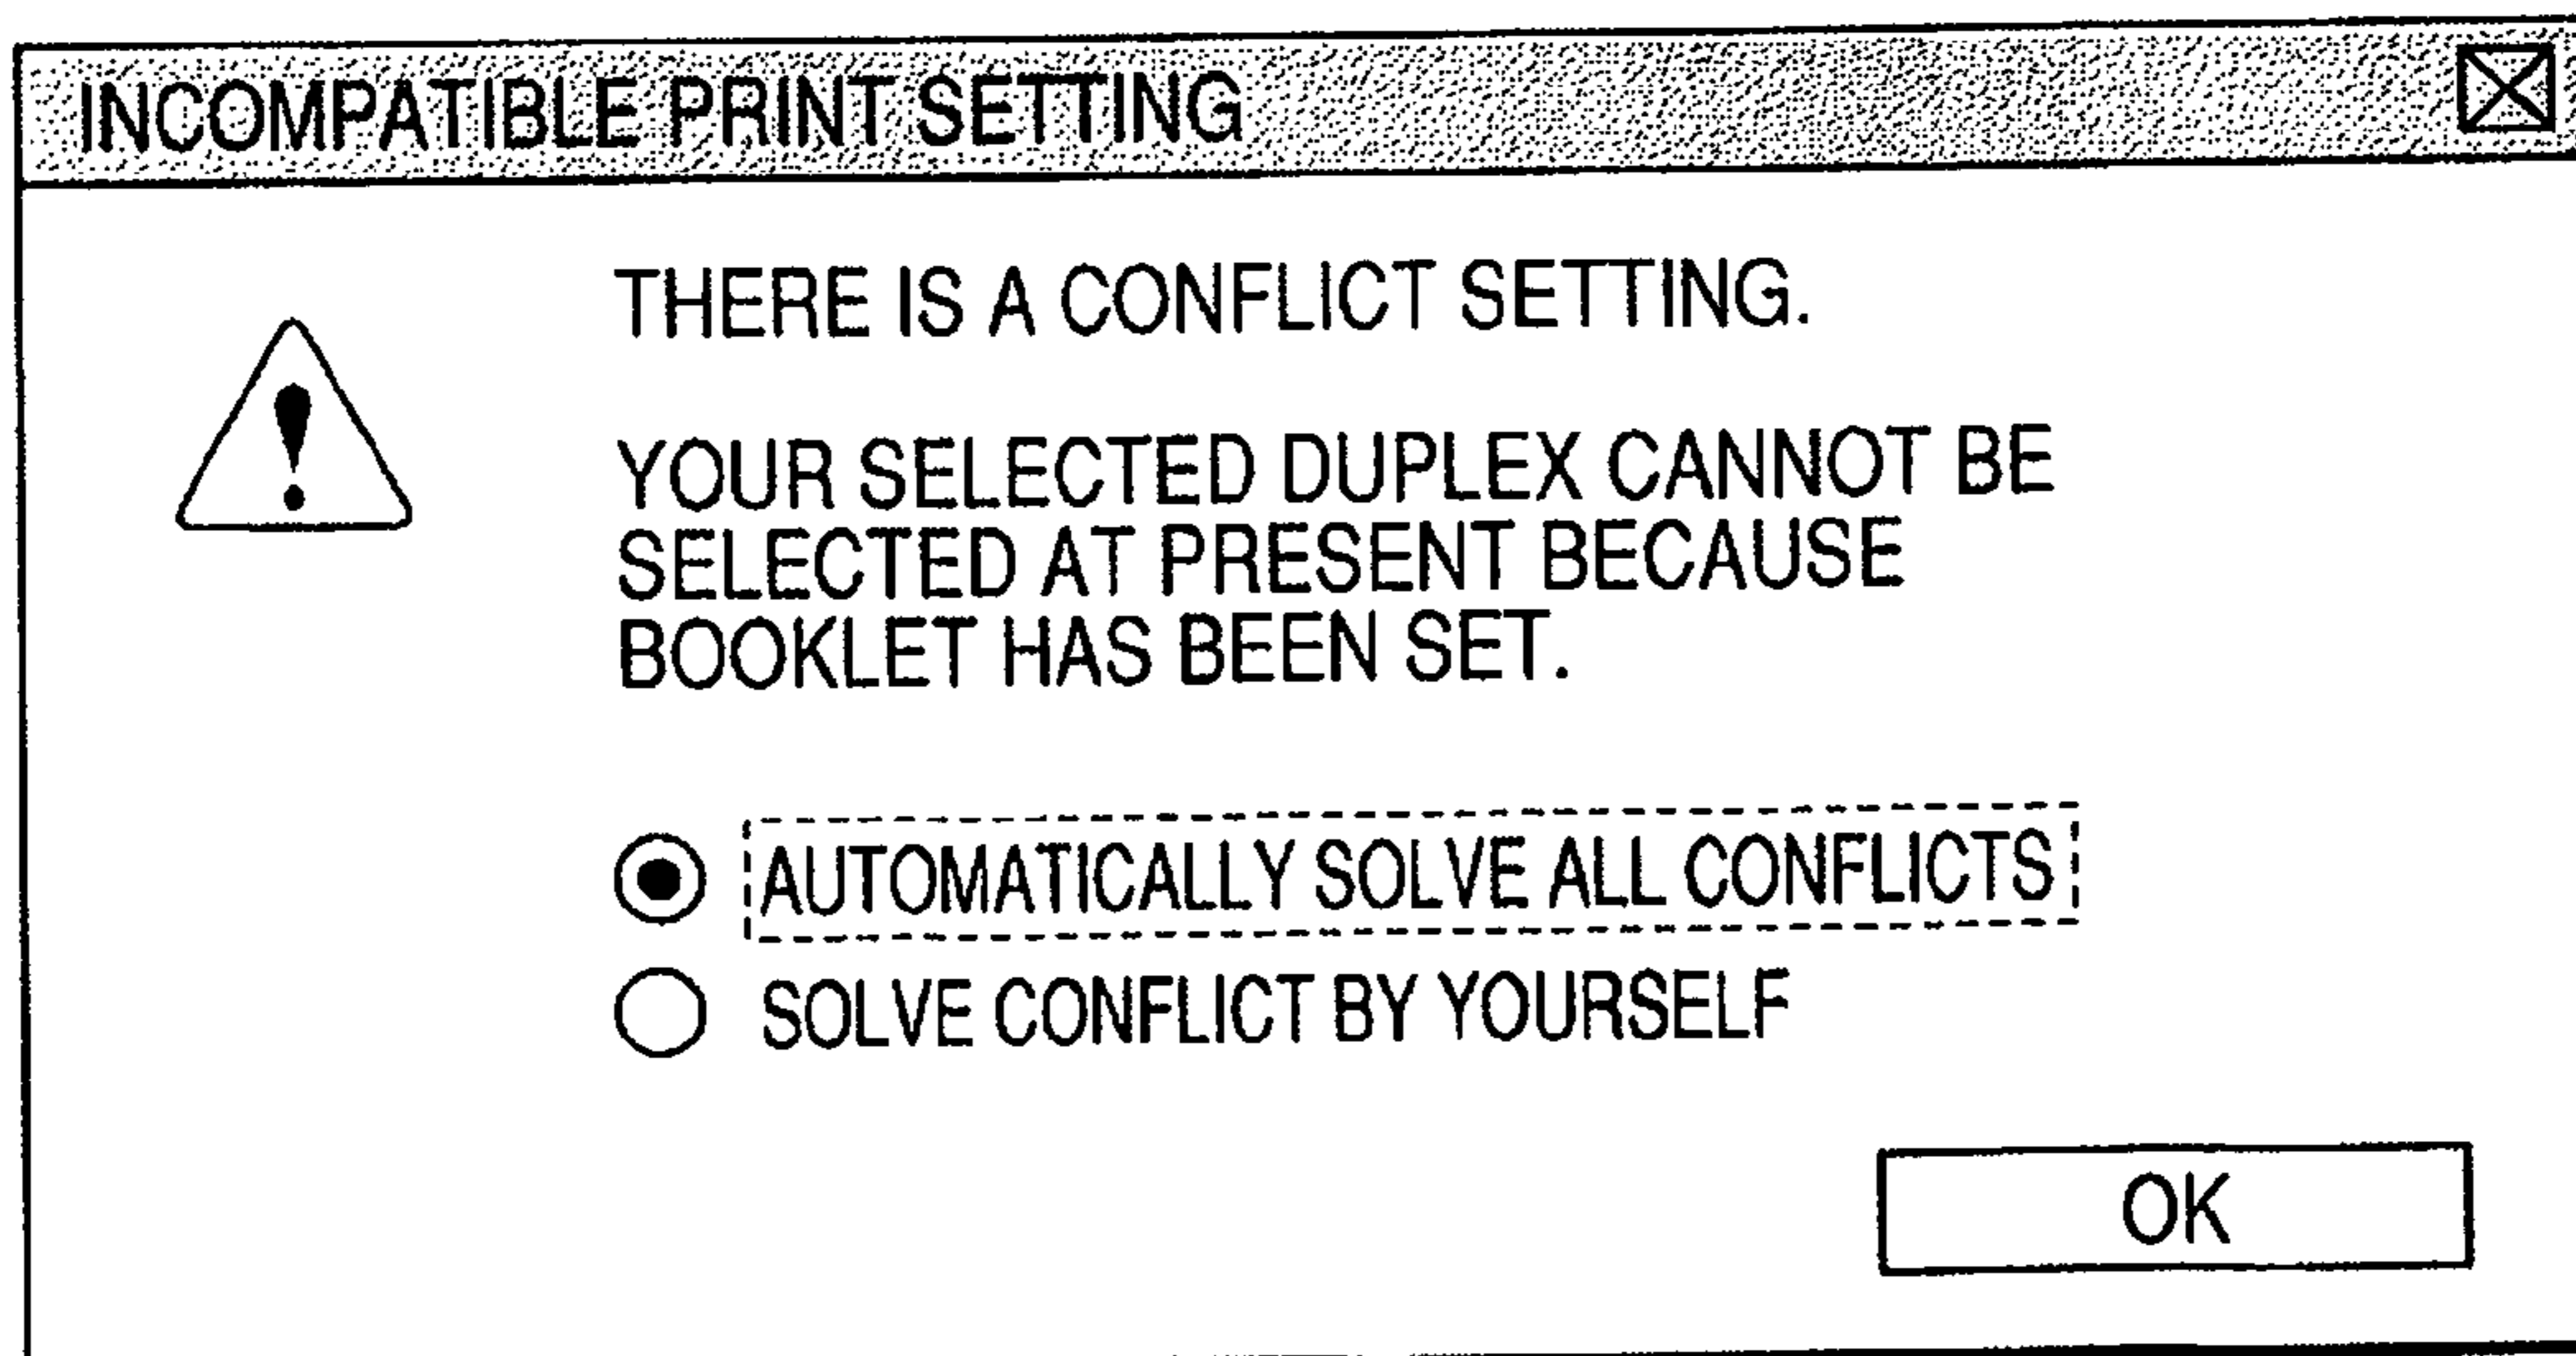 INCOMPATIBLE PRINT SETTING
THERE IS A CONFLICT SETTING.
YOUR SELECTED DUPLEX CANNOT BE
SELECTED AT PRESENT BECAUSE
BOOKLET HAS BEEN SET.
AUTOMATICALLY SOLVE ALL CONFLICTS
SOLVE CONFLICT BY YOURSELF
OK